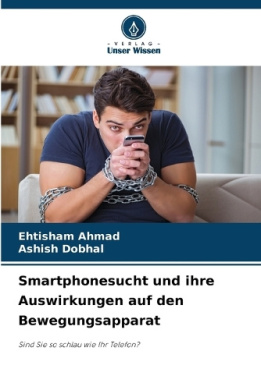 VERLAG
Unser Wissen
Ehtisham Ahmad
Ashish Dobhal
Smartphonesucht und ihre
Auswirkungen auf den
Bewegungsapparat
Sind Sie so schlau wie Ihr Telefon?